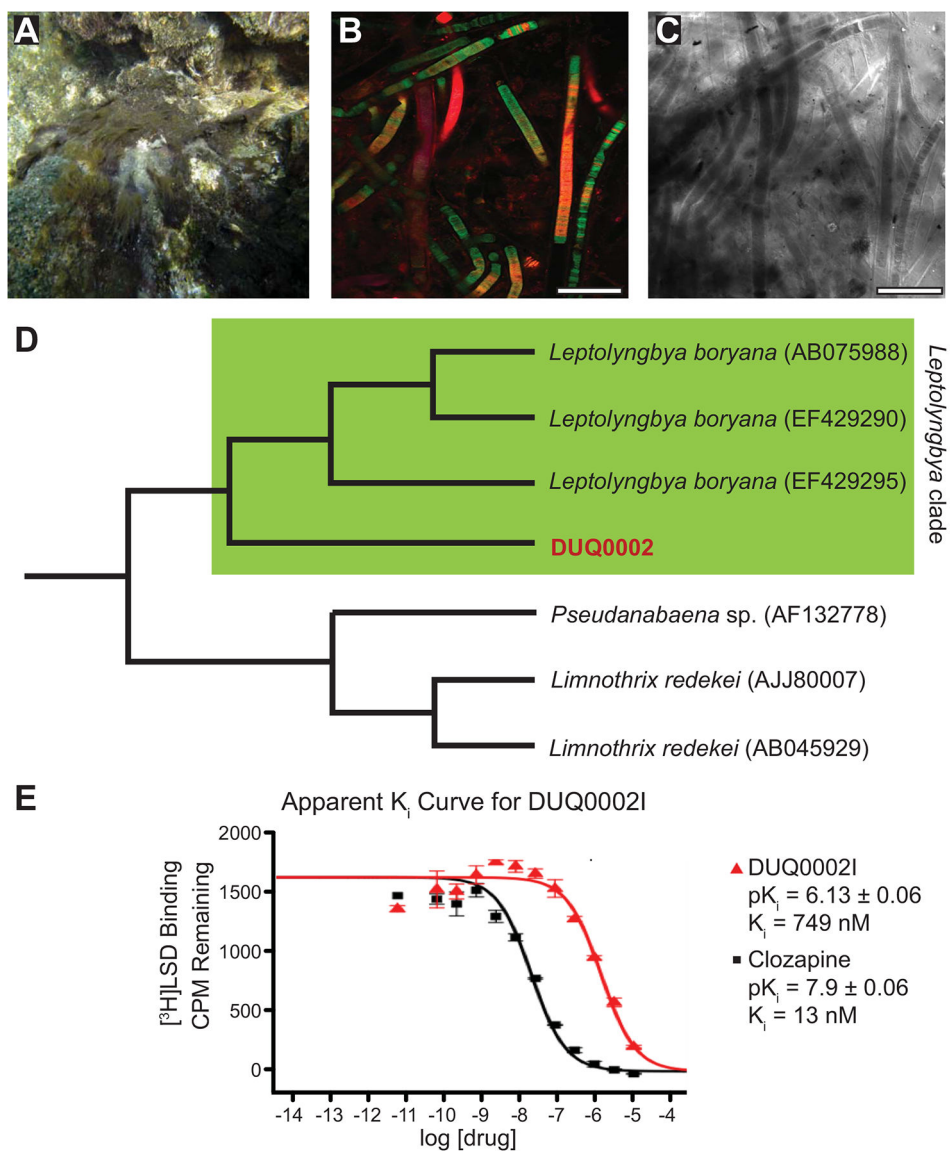 A
B
C
D
Leptolyngbya boryana (AB075988)
Leptolyngbya boryana (EF429290)
Leptolyngbya boryana (EF429295)
DUQ0002
Leptolyngbya clade
Pseudanabaena sp. (AF132778)
Limnothrix redekei (AJJ80007)
Limnothrix redekei (AB045929)
E
Apparent Ki Curve for DUQ0002I
[³H]LSD Binding
CPM Remaining
2000
1500
1000
500
0
-14 -13 -12 -11 -10 -9 -8 -7 -6 -5 -4
log [drug]
DUQ0002I
pKi = 6.13 ± 0.06
Ki = 749 nM
Clozapine
pKi = 7.9 ± 0.06
Ki = 13 nM